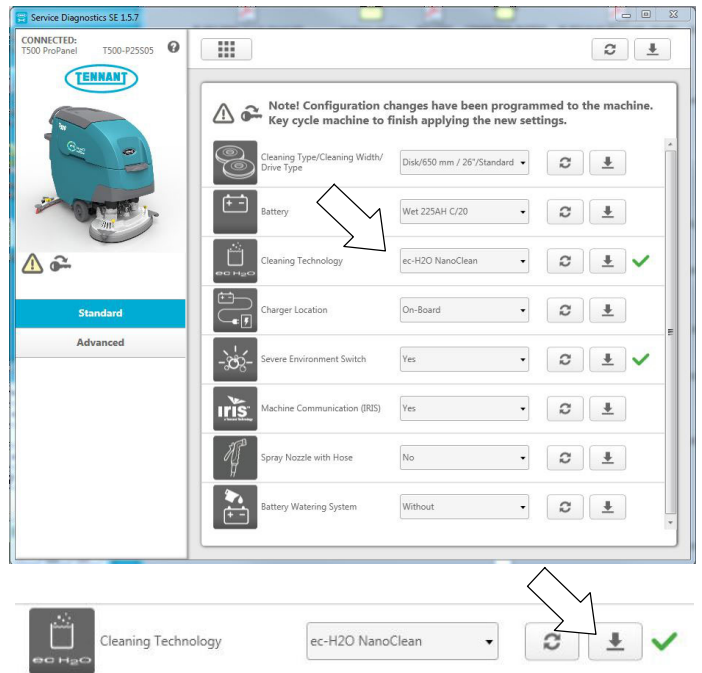 Service Diagnostics SE 1.5.7
CONNECTED:
T500 ProPanel T500-P25S05 ?
TENNANT
Note! Configuration changes have been programmed to the machine.
Key cycle machine to finish applying the new settings.
Cleaning Type/Cleaning Width/
Drive Type
Disk/650 mm / 26"/Standard
Battery
Wet 225AH C/20
ec H2O
Cleaning Technology
ec-H2O NanoClean
Charger Location
On-Board
Standard
Advanced
Severe Environment Switch
Yes
IRIS
Machine Communication (IRIS)
Yes
Spray Nozzle with Hose
No
Battery Watering System
Without
ec H2O
Cleaning Technology
ec-H2O NanoClean